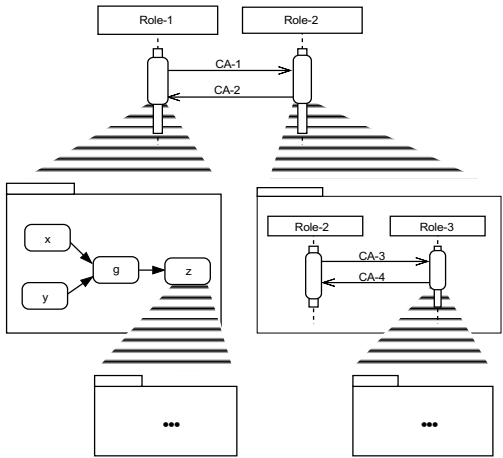 Role-1
Role-2
CA-1
CA-2
x
g
z
y
Role-2
Role-3
CA-3
CA-4
•••
•••